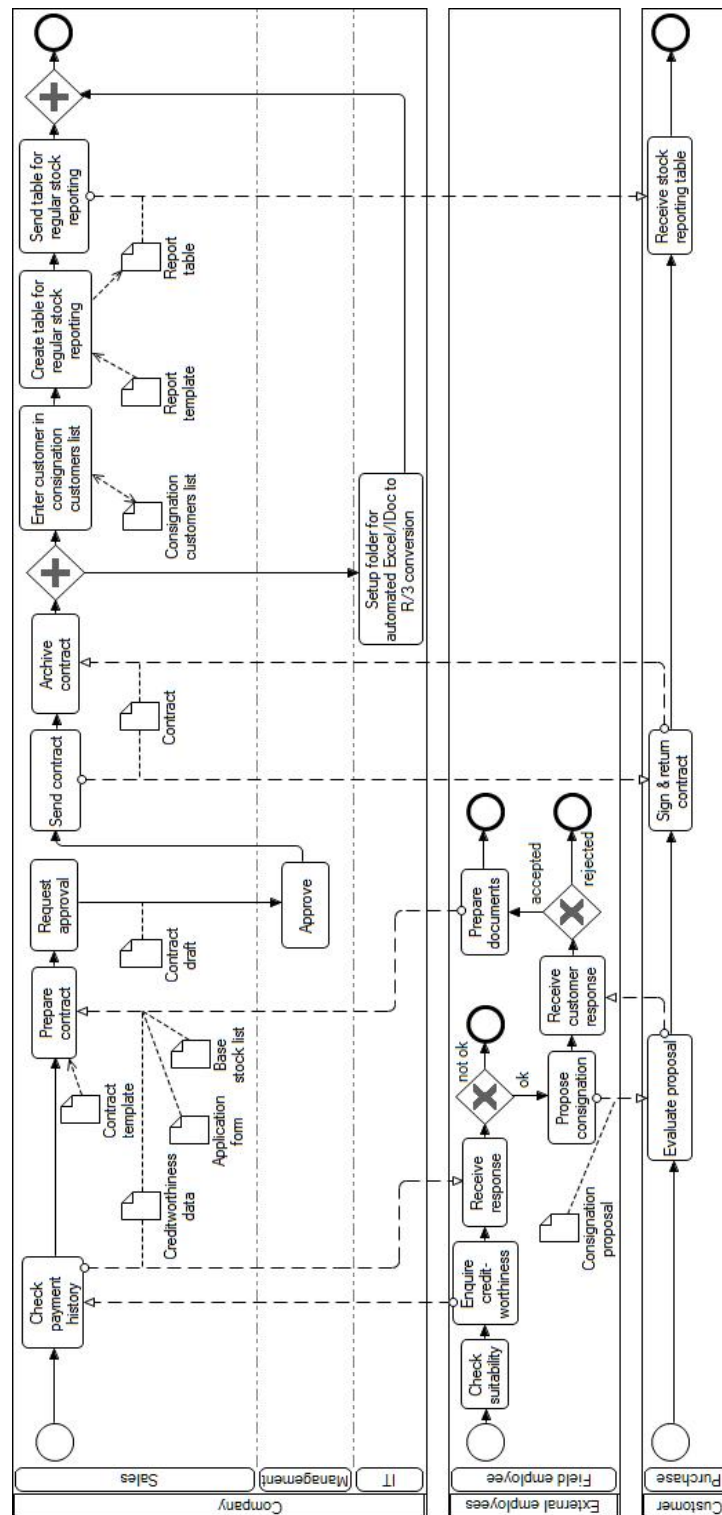 Company
Sales
Management
IT
Check
payment
history
Creditworthiness
data
Contract
template
Application
form
Base
stock list
Prepare
contract
Request
approval
Contract
draft
Approve
Send contract
Contract
Archive
contract
Setup folder for
automated Excel/IDoc to
R/3 conversion
Enter customer in
consignation
customers list
Consignation
customers list
Create table for
regular stock
reporting
Report
template
Report
table
Send table for
regular stock
reporting
External employees
Field employee
Check
suitability
Enquire
credit-
worthiness
Receive
response
not ok
ok
Propose
consignation
Consignation
proposal
Receive
customer
response
accepted
rejected
Prepare
documents
Customer
Purchase
Evaluate proposal
Sign & return
contract
Receive stock
reporting table